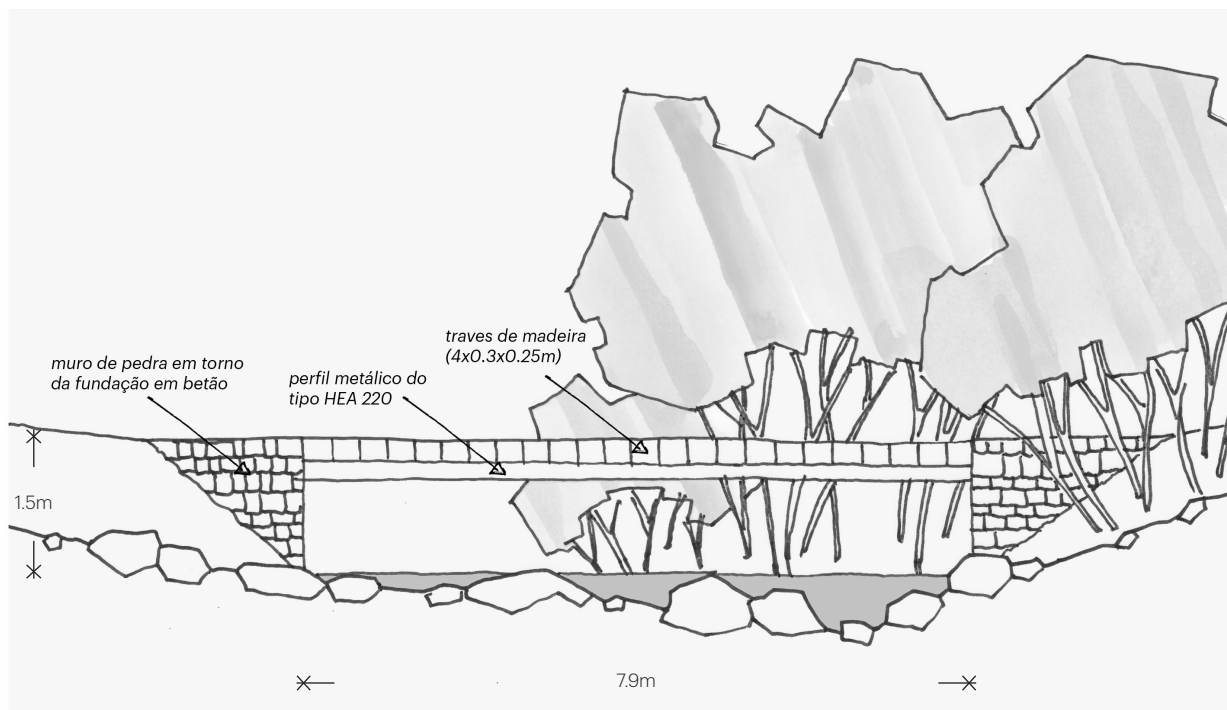 traves de madeira
(4x0.3x0.25m)
muro de pedra em torno
da fundação em betão
perfil metálico do
tipo HEA 220
1.5m
7.9m